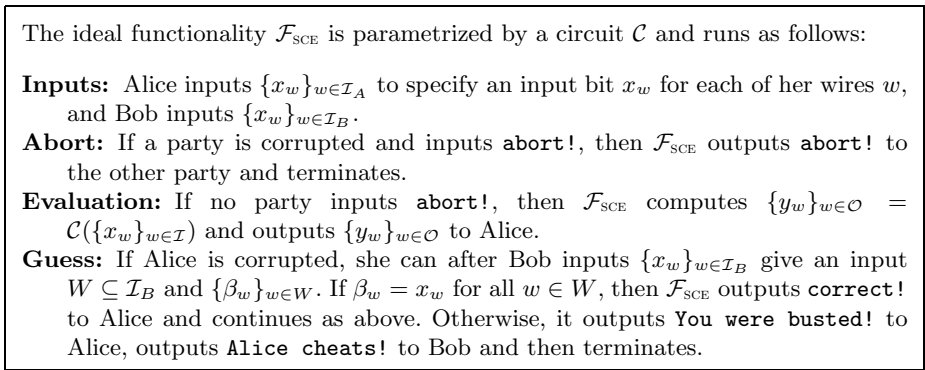 The ideal functionality ℱ_SCE is parametrized by a circuit 𝒞 and runs as follows:
Inputs: Alice inputs {x_w}_{w∈ℐ_A} to specify an input bit x_w for each of her wires w,
and Bob inputs {x_w}_{w∈ℐ_B}.
Abort: If a party is corrupted and inputs abort!, then ℱ_SCE outputs abort! to
the other party and terminates.
Evaluation: If no party inputs abort!, then ℱ_SCE computes {y_w}_{w∈𝒪} =
𝒞({x_w}_{w∈ℐ}) and outputs {y_w}_{w∈𝒪} to Alice.
Guess: If Alice is corrupted, she can after Bob inputs {x_w}_{w∈ℐ_B} give an input
W ⊆ ℐ_B and {β_w}_{w∈W}. If β_w = x_w for all w ∈ W, then ℱ_SCE outputs correct!
to Alice and continues as above. Otherwise, it outputs You were busted! to
Alice, outputs Alice cheats! to Bob and then terminates.